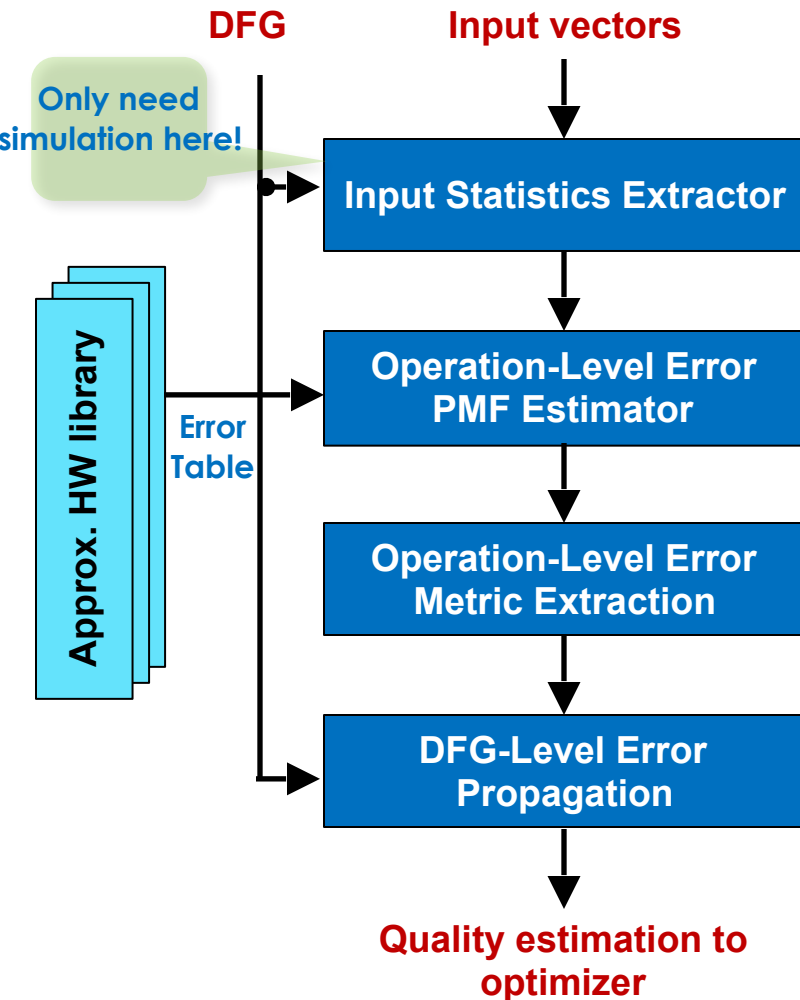 DFG
Input vectors
Only need
simulation here!
Input Statistics Extractor
Approx. HW library
Error
Table
Operation-Level Error
PMF Estimator
Operation-Level Error
Metric Extraction
DFG-Level Error
Propagation
Quality estimation to
optimizer